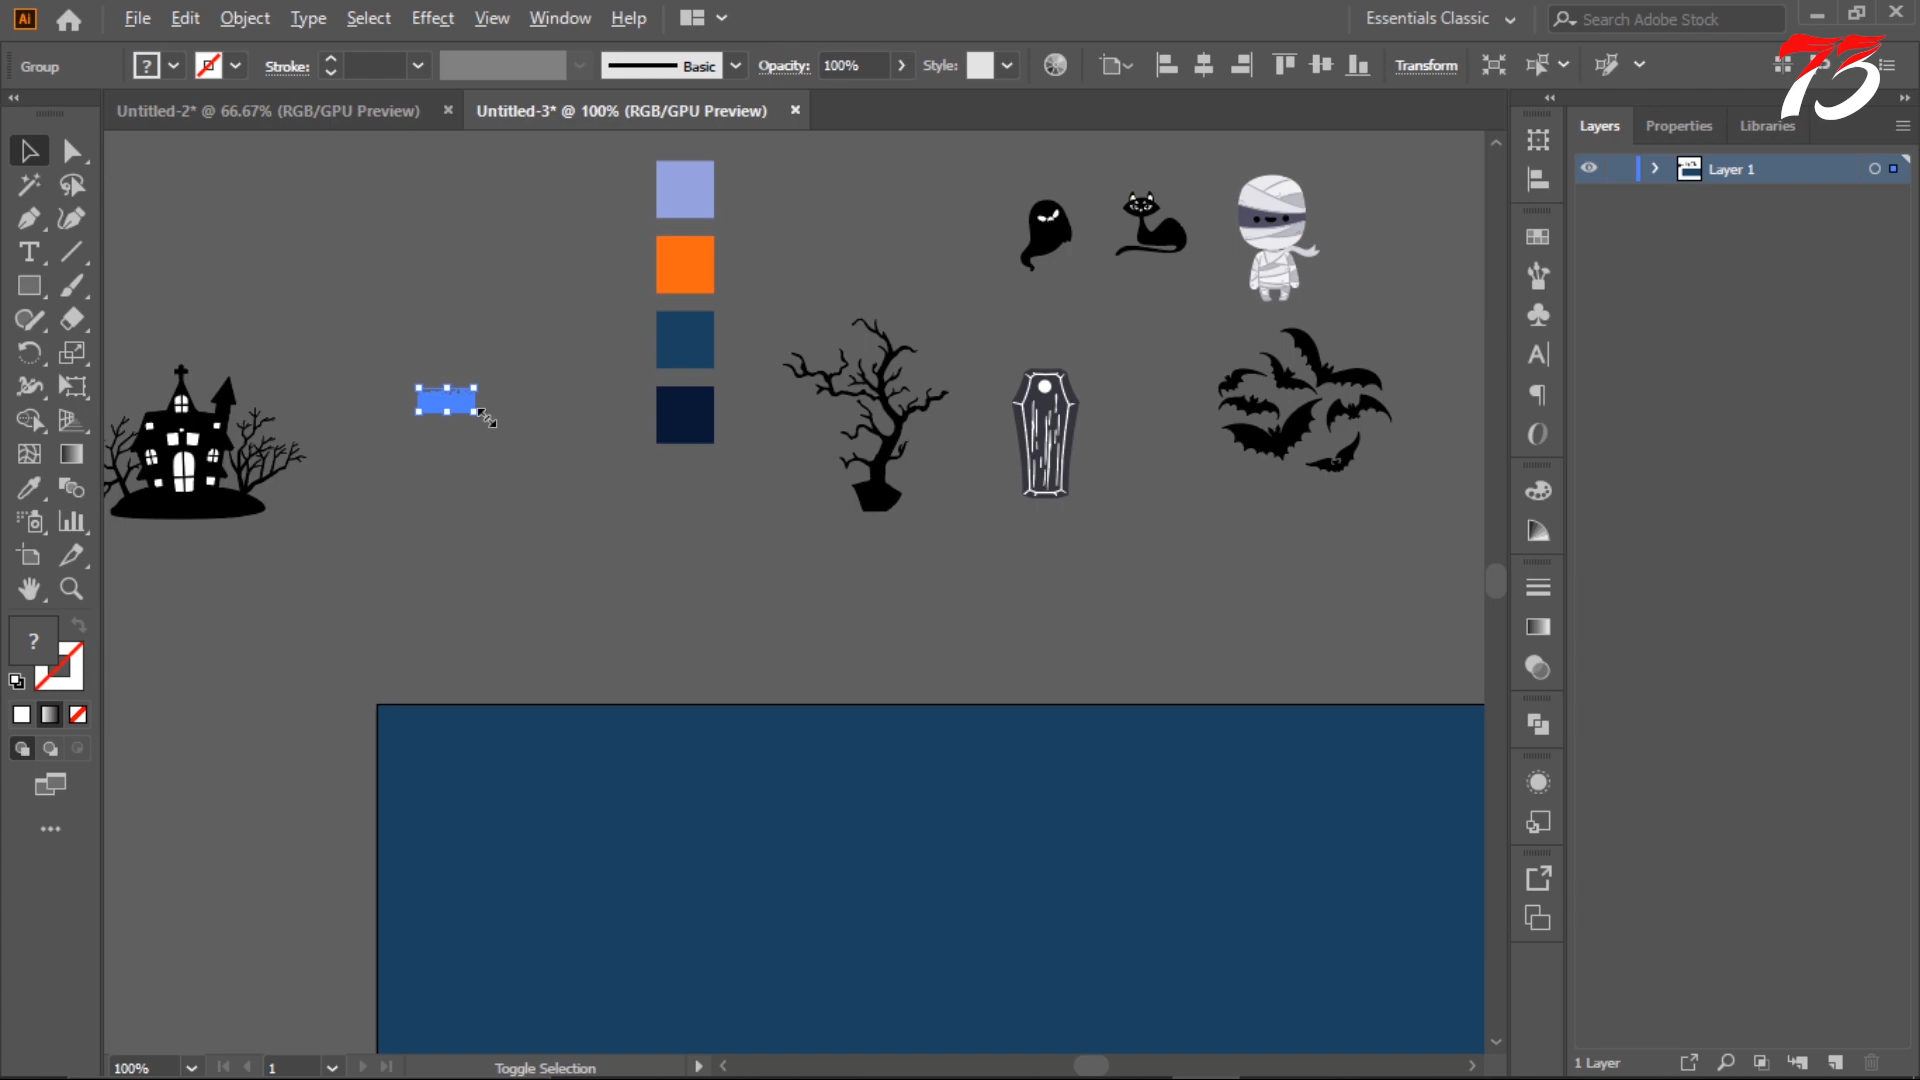 Ai File Edit Object Type Select Effect View Window Help Essentials Classic Search Adobe Stock
Group ? Stroke: Basic Opacity: 100% Style: Transform
73
Untitled-2* @ 66.67% (RGB/GPU Preview) × Untitled-3* @ 100% (RGB/GPU Preview) ×
Layers Properties Libraries
Layer 1
?
100% 1 Toggle Selection
1 Layer